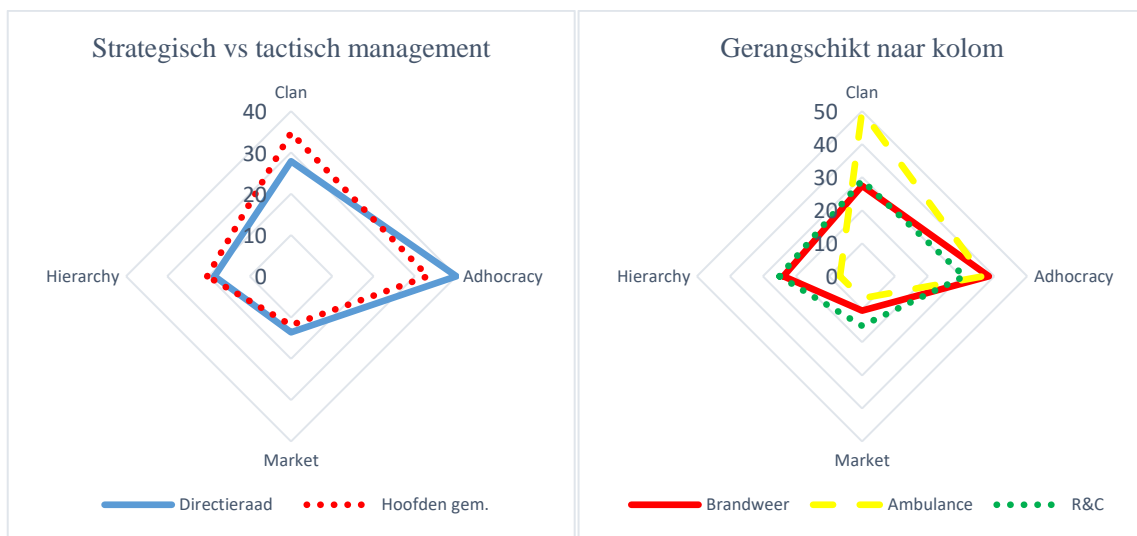 Strategisch vs tactisch management
Clan
40
30
20
10
0
Hierarchy
Adhocracy
Market
Directieraad
Hoofden gem.
Gerangschikt naar kolom
Clan
50
40
30
20
10
0
Hierarchy
Adhocracy
Market
Brandweer
Ambulance
R&C